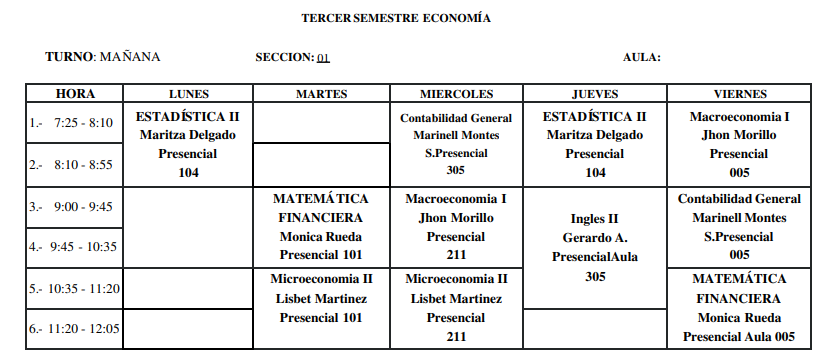 TERCER SEMESTRE ECONOMÍA
TURNO: MAÑANA SECCION: 01 AULA:
HORA LUNES MARTES MIERCOLES JUEVES VIERNES
1.- 7:25 - 8:10
2.- 8:10 - 8:55
ESTADÍSTICA II
Maritza Delgado
Presencial
104
Contabilidad General
Marinell Montes
S.Presencial
305
ESTADÍSTICA II
Maritza Delgado
Presencial
104
Macroeconomia I
Jhon Morillo
Presencial
005
3.- 9:00 - 9:45
4.- 9:45 - 10:35
MATEMÁTICA
FINANCIERA
Monica Rueda
Presencial 101
Macroeconomia I
Jhon Morillo
Presencial
211
Ingles II
Gerardo A.
PresencialAula
305
Contabilidad General
Marinell Montes
S.Presencial
005
5.- 10:35 - 11:20
6.- 11:20 - 12:05
Microeconomia II
Lisbet Martinez
Presencial 101
Microeconomia II
Lisbet Martinez
Presencial
211
MATEMÁTICA
FINANCIERA
Monica Rueda
Presencial Aula 005